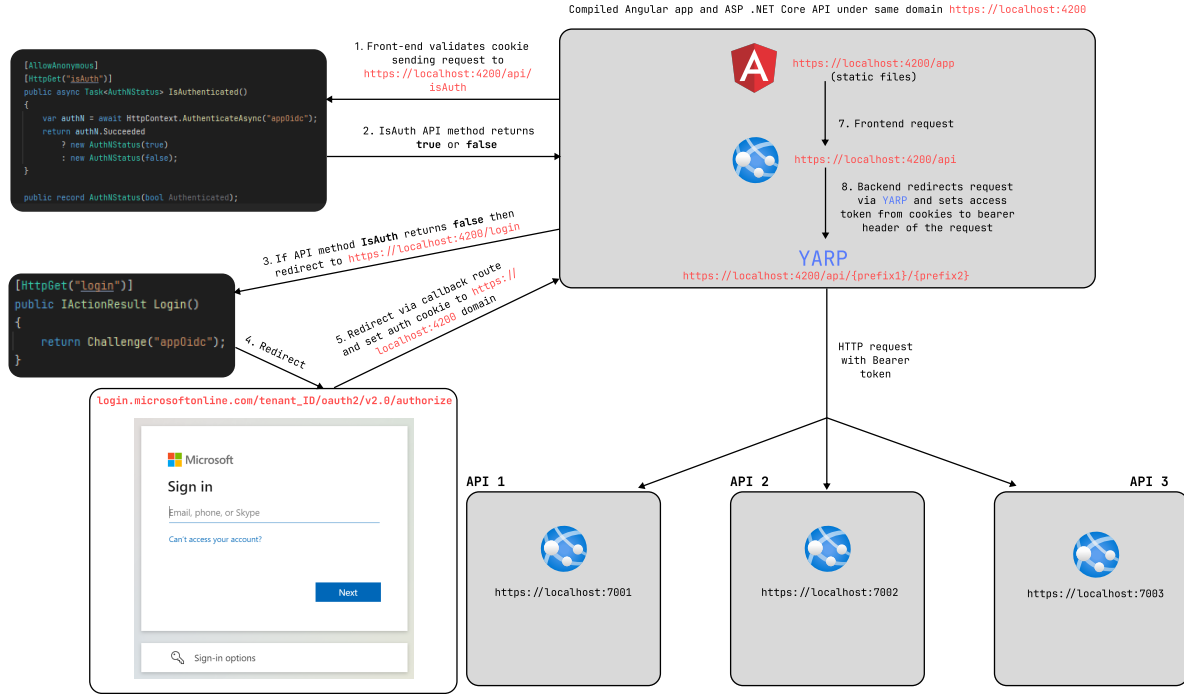 Compiled Angular app and ASP .NET Core API under same domain https://localhost:4200
[AllowAnonymous]
[HttpGet("isAuth")]
public async Task<AuthNStatus> IsAuthenticated()
{
var authN = await HttpContext.AuthenticateAsync("appOidc");
return authN.Succeeded
? new AuthNStatus(true)
: new AuthNStatus(false);
}
public record AuthNStatus(bool Authenticated);
1. Front-end validates cookie
sending request to
https://localhost:4200/api/
isAuth
2. IsAuth API method returns
true or false
https://localhost:4200/app
(static files)
7. Frontend request
https://localhost:4200/api
8. Backend redirects request
via YARP and sets access
token from cookies to bearer
header of the request
YARP
https://localhost:4200/api/{prefix1}/{prefix2}
3. If API method IsAuth returns false then
redirect to https://localhost:4200/login
[HttpGet("login")]
public IActionResult Login()
{
return Challenge("appOidc");
}
4. Redirect
5. Redirect via callback route
and set auth cookie to https://
localhost:4200 domain
login.microsoftonline.com/tenant_ID/oauth2/v2.0/authorize
Microsoft
Sign in
Email, phone, or Skype
Can't access your account?
Next
Sign-in options
HTTP request
with Bearer
token
API 1
https://localhost:7001
API 2
https://localhost:7002
API 3
https://localhost:7003